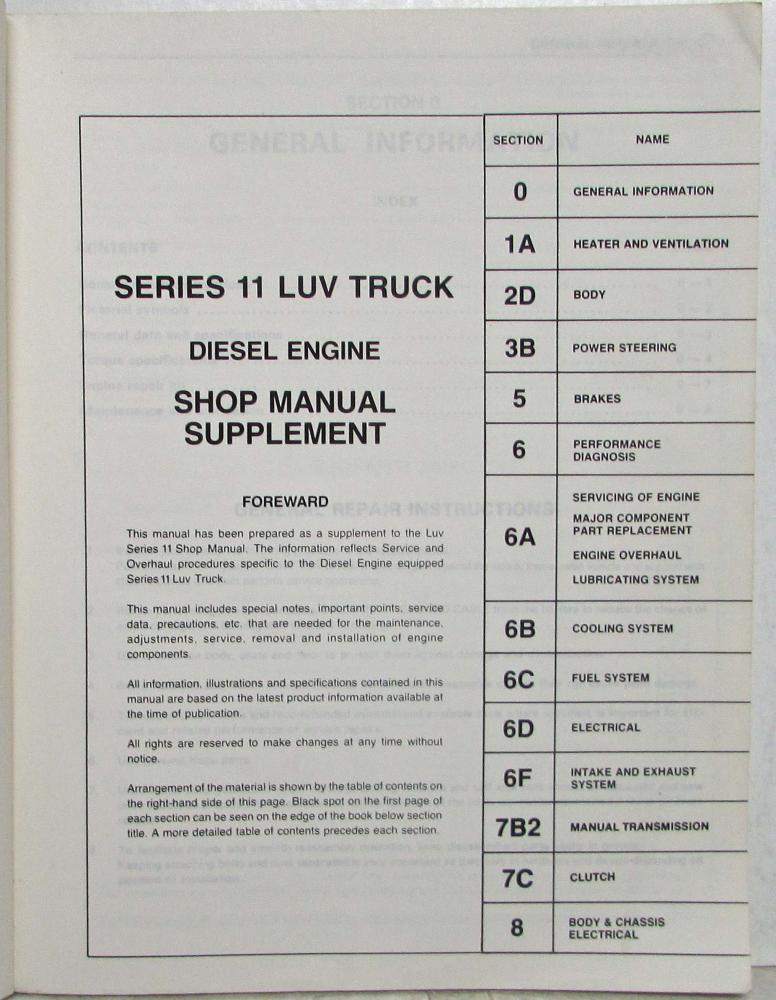 SERIES 11 LUV TRUCK
DIESEL ENGINE
SHOP MANUAL
SUPPLEMENT
FOREWARD
This manual has been prepared as a supplement to the Luv
Series 11 Shop Manual. The information reflects Service and
Overhaul procedures specific to the Diesel Engine equipped
Series 11 Luv Truck.
This manual includes special notes, important points, service
data, precautions, etc. that are needed for the maintenance,
adjustments, service, removal and installation of engine
components.
All information, illustrations and specifications contained in this
manual are based on the latest product information available at
the time of publication.
All rights are reserved to make changes at any time without
notice.
Arrangement of the material is shown by the table of contents on
the right-hand side of this page. Black spot on the first page of
each section can be seen on the edge of the book below section
title. A more detailed table of contents precedes each section.
SECTION NAME
0 GENERAL INFORMATION
1A HEATER AND VENTILATION
2D BODY
3B POWER STEERING
5 BRAKES
6 PERFORMANCE
DIAGNOSIS
6A SERVICING OF ENGINE
MAJOR COMPONENT
PART REPLACEMENT
ENGINE OVERHAUL
LUBRICATING SYSTEM
6B COOLING SYSTEM
6C FUEL SYSTEM
6D ELECTRICAL
6F INTAKE AND EXHAUST
SYSTEM
7B2 MANUAL TRANSMISSION
7C CLUTCH
8 BODY & CHASSIS
ELECTRICAL
SECTION 0
GENERAL INFORMATION
INDEX
CONTENTS
GENERAL REPAIR INSTRUCTIONS